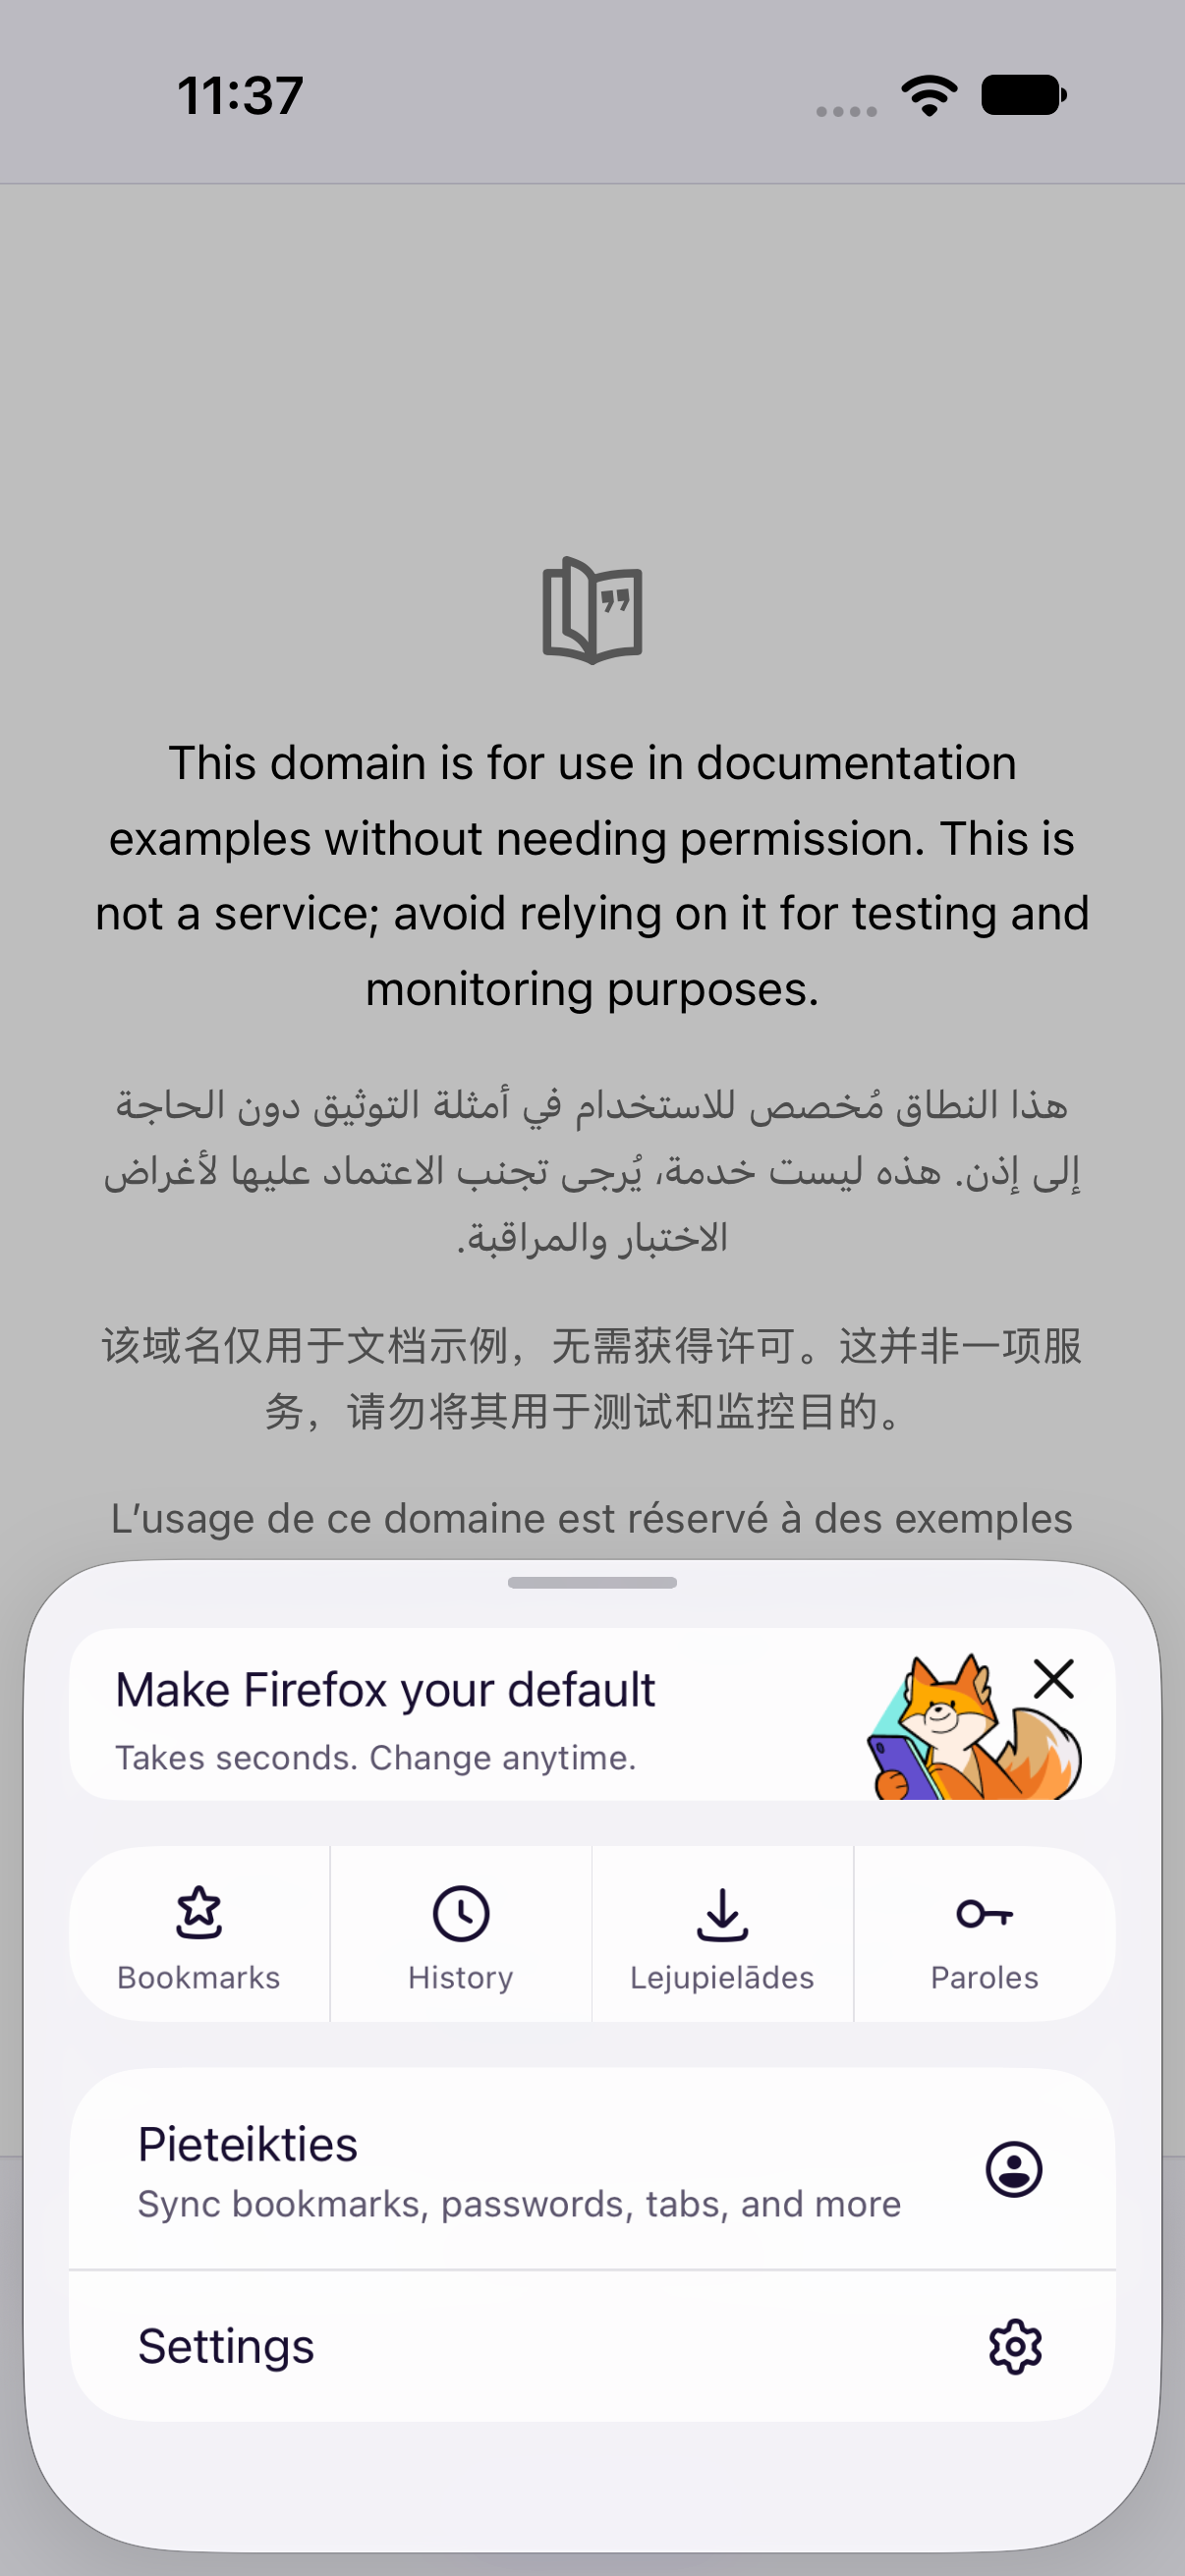 11:37
This domain is for use in documentation
examples without needing permission. This is
not a service; avoid relying on it for testing and
monitoring purposes.
هذا النطاق مُخصص للاستخدام في أمثلة التوثيق دون الحاجة
إلى إذن. هذه ليست خدمة، يُرجى تجنب الاعتماد عليها لأغراض
الاختبار والمراقبة.
该域名仅用于文档示例，无需获得许可。这并非一项服
务，请勿将其用于测试和监控目的。
L’usage de ce domaine est réservé à des exemples
Make Firefox your default
Takes seconds. Change anytime.
Bookmarks
History
Lejupielādes
Paroles
Pieteikties
Sync bookmarks, passwords, tabs, and more
Settings